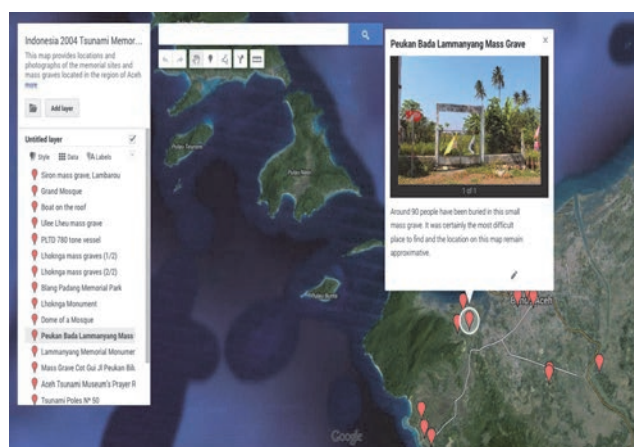 Indonesia 2004 Tsunami Memor...
This map provides locations and
photographs of the memorial sites and
mass graves located in the region of Aceh
more
Add layer
Untitled layer
Style Data Labels
Siron mass grave, Lambarou
Grand Mosque
Boat on the roof
Ulee Lheu mass grave
PLTD 780 tone vessel
Lhoknga mass graves (1/2)
Lhoknga mass graves (2/2)
Blang Padang Memorial Park
Lhoknga Monument
Dome of a Mosque
Peukan Bada Lammanyang Mass
Lammanyang Memorial Monumer
Mass Grave Cot Gui Jl Peukan Bilu
Aceh Tsunami Museum's Prayer R
Tsunami Poles Nº 50
Peukan Bada Lammanyang Mass Grave
X
1 of 1
Around 90 people have been buried in this small
mass grave. It was certainly the most difficult
place to find and the location on this map remain
approximative.
Aceh
Google